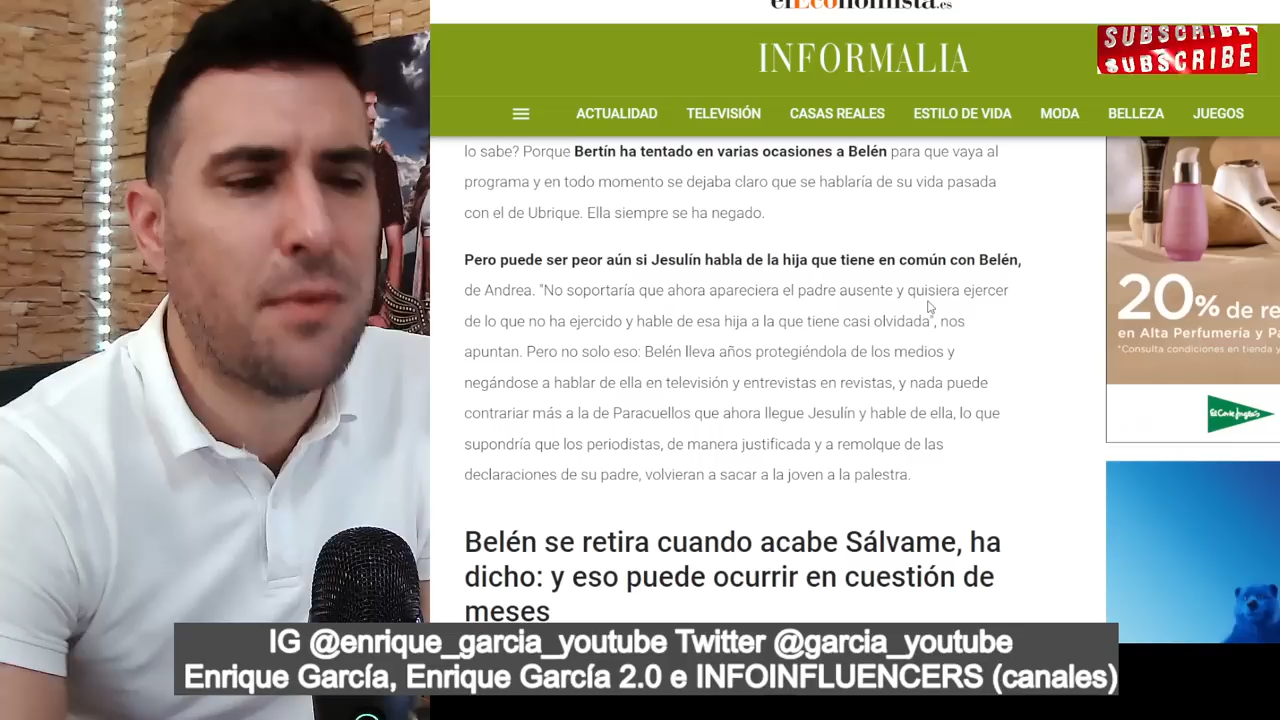 elEconomista.es
INFORMALIA
SUBSCRIBE
SUBSCRIBE
ACTUALIDAD TELEVISIÓN CASAS REALES ESTILO DE VIDA MODA BELLEZA JUEGOS
lo sabe? Porque Bertín ha tentado en varias ocasiones a Belén para que vaya al
programa y en todo momento se dejaba claro que se hablaría de su vida pasada
con el de Ubrique. Ella siempre se ha negado.
Pero puede ser peor aún si Jesulín habla de la hija que tiene en común con Belén,
de Andrea. "No soportaría que ahora apareciera el padre ausente y quisiera ejercer
de lo que no ha ejercido y hable de esa hija a la que tiene casi olvidada", nos
apuntan. Pero no solo eso: Belén lleva años protegiéndola de los medios y
negándose a hablar de ella en televisión y entrevistas en revistas, y nada puede
contrariar más a la de Paracuellos que ahora llegue Jesulín y hable de ella, lo que
supondría que los periodistas, de manera justificada y a remolque de las
declaraciones de su padre, volvieran a sacar a la joven a la palestra.
Belén se retira cuando acabe Sálvame, ha
dicho: y eso puede ocurrir en cuestión de
meses
20% de re
en Alta Perfumería y Pa
*Consulta condiciones en tienda y
El Corte Inglés
IG @enrique_garcia_youtube Twitter @garcia_youtube
Enrique García, Enrique García 2.0 e INFOINFLUENCERS (canales)